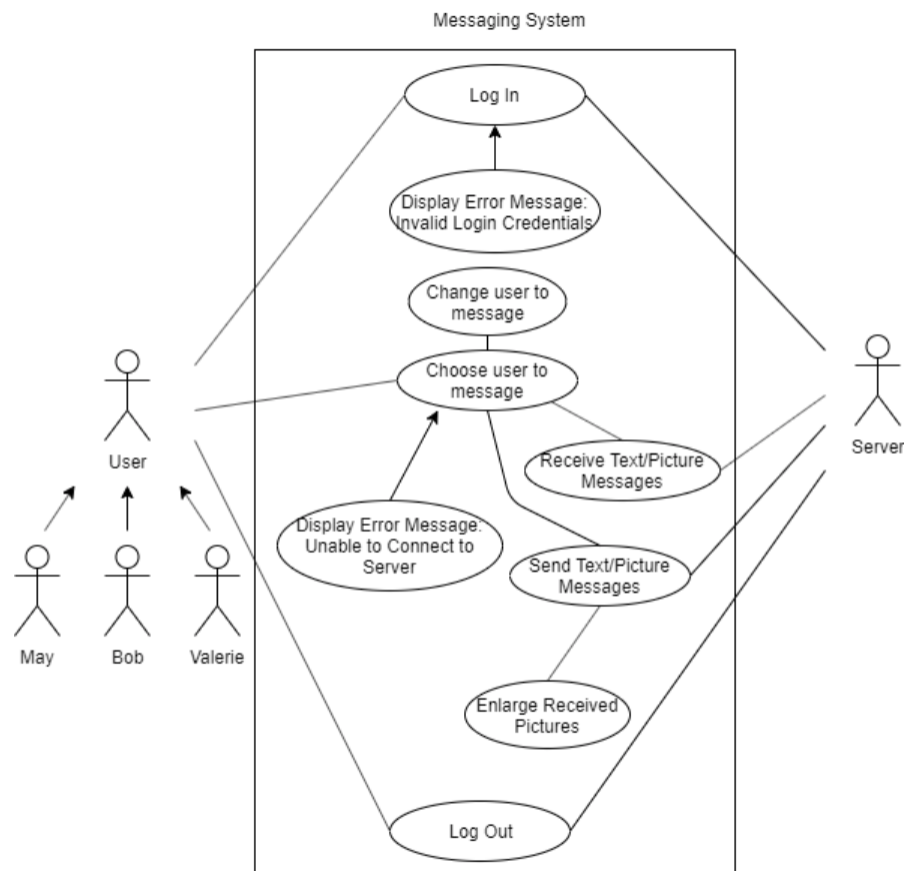 Messaging System
Log In
Display Error Message:
Invalid Login Credentials
Change user to
message
Choose user to
message
User
Server
Receive Text/Picture
Messages
Display Error Message:
Unable to Connect to
Server
Send Text/Picture
Messages
May
Bob
Valerie
Enlarge Received
Pictures
Log Out